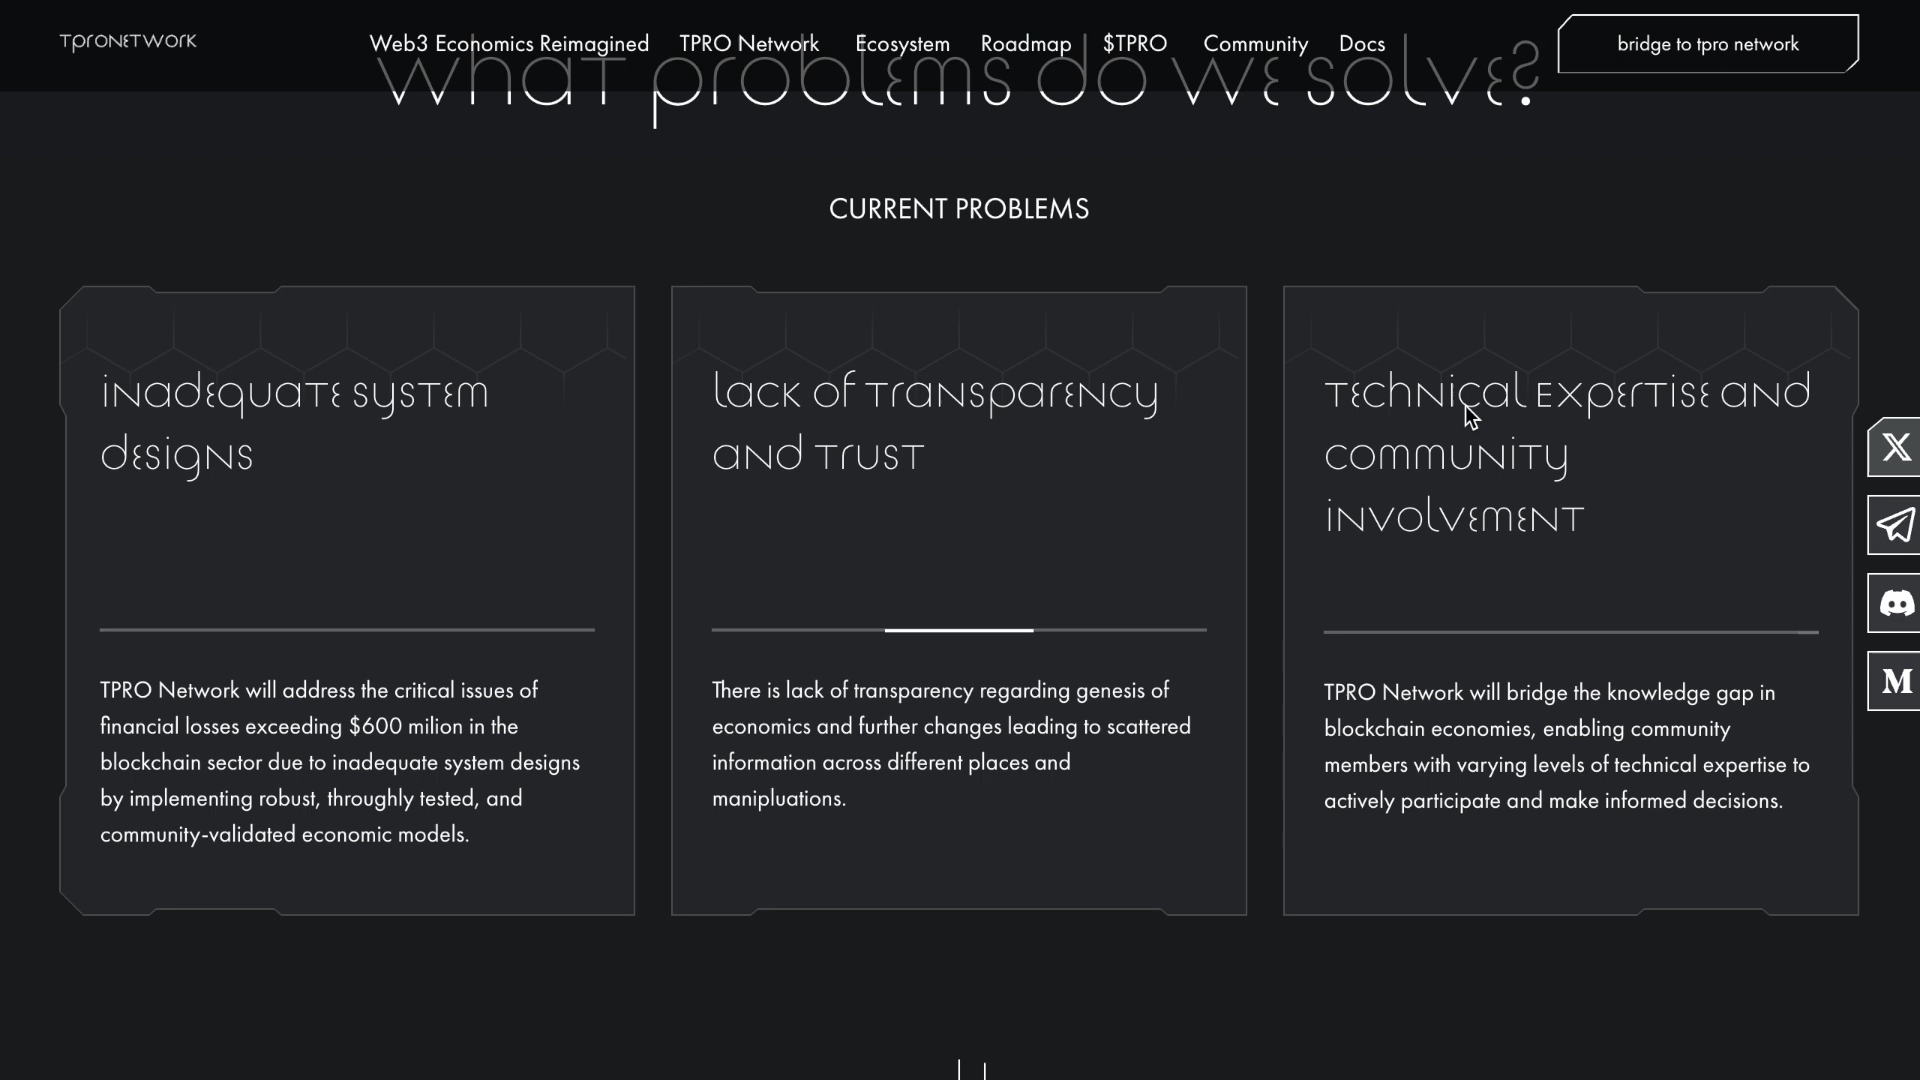 TPRONETWORK
Web3 Economics Reimagined TPRO Network Ecosystem Roadmap $TPRO Community Docs
bridge to tpro network
what problems do we solve?
CURRENT PROBLEMS
inadequate system
designs
TPRO Network will address the critical issues of
financial losses exceeding $600 milion in the
blockchain sector due to inadequate system designs
by implementing robust, throughly tested, and
community-validated economic models.
lack of transparency
and trust
There is lack of transparency regarding genesis of
economics and further changes leading to scattered
information across different places and
manipluations.
technical expertise and
community
involvement
TPRO Network will bridge the knowledge gap in
blockchain economies, enabling community
members with varying levels of technical expertise to
actively participate and make informed decisions.